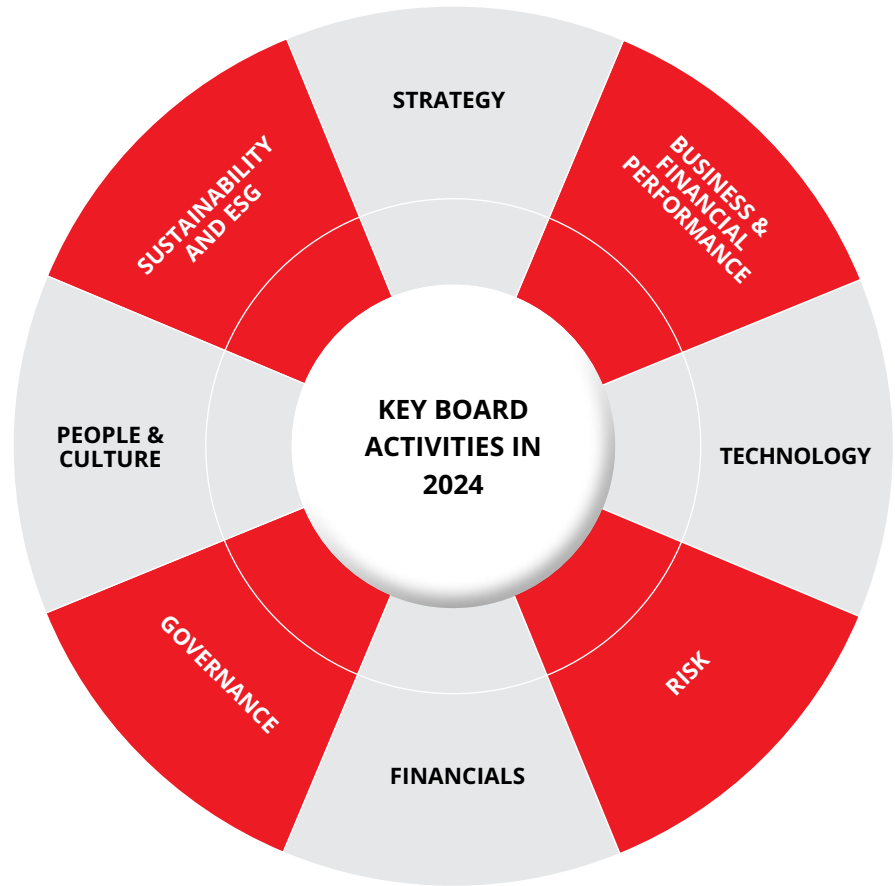 STRATEGY
BUSINESS &
FINANCIAL
PERFORMANCE
TECHNOLOGY
RISK
FINANCIALS
GOVERNANCE
PEOPLE &
CULTURE
SUSTAINABILITY
AND ESG
KEY BOARD
ACTIVITIES IN
2024